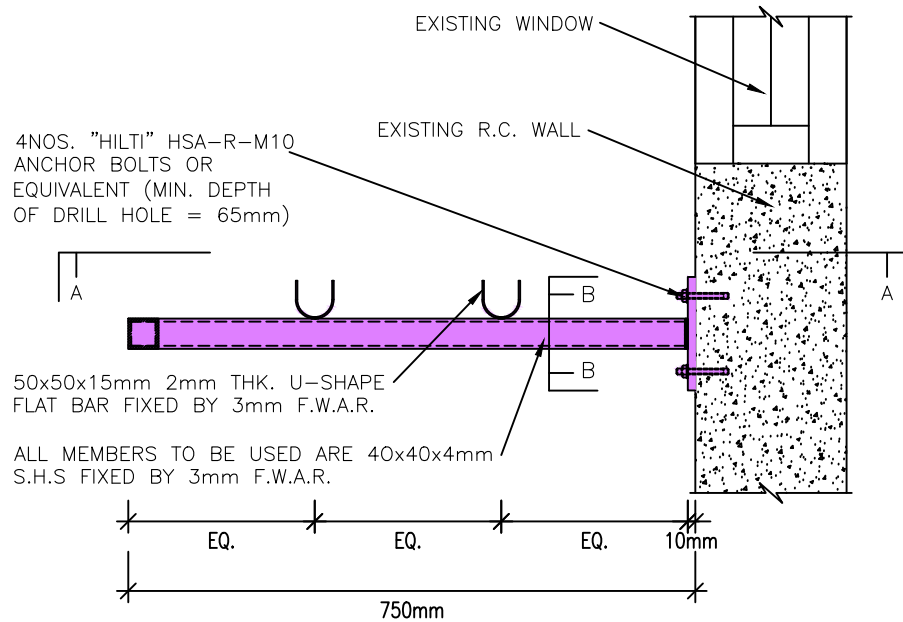 EXISTING WINDOW
EXISTING R.C. WALL
4NOS. "HILTI" HSA-R-M10
ANCHOR BOLTS OR
EQUIVALENT (MIN. DEPTH
OF DRILL HOLE = 65mm)
A
A
B
B
50x50x15mm 2mm THK. U-SHAPE
FLAT BAR FIXED BY 3mm F.W.A.R.
ALL MEMBERS TO BE USED ARE 40x40x4mm
S.H.S FIXED BY 3mm F.W.A.R.
EQ.
EQ.
EQ.
10mm
750mm